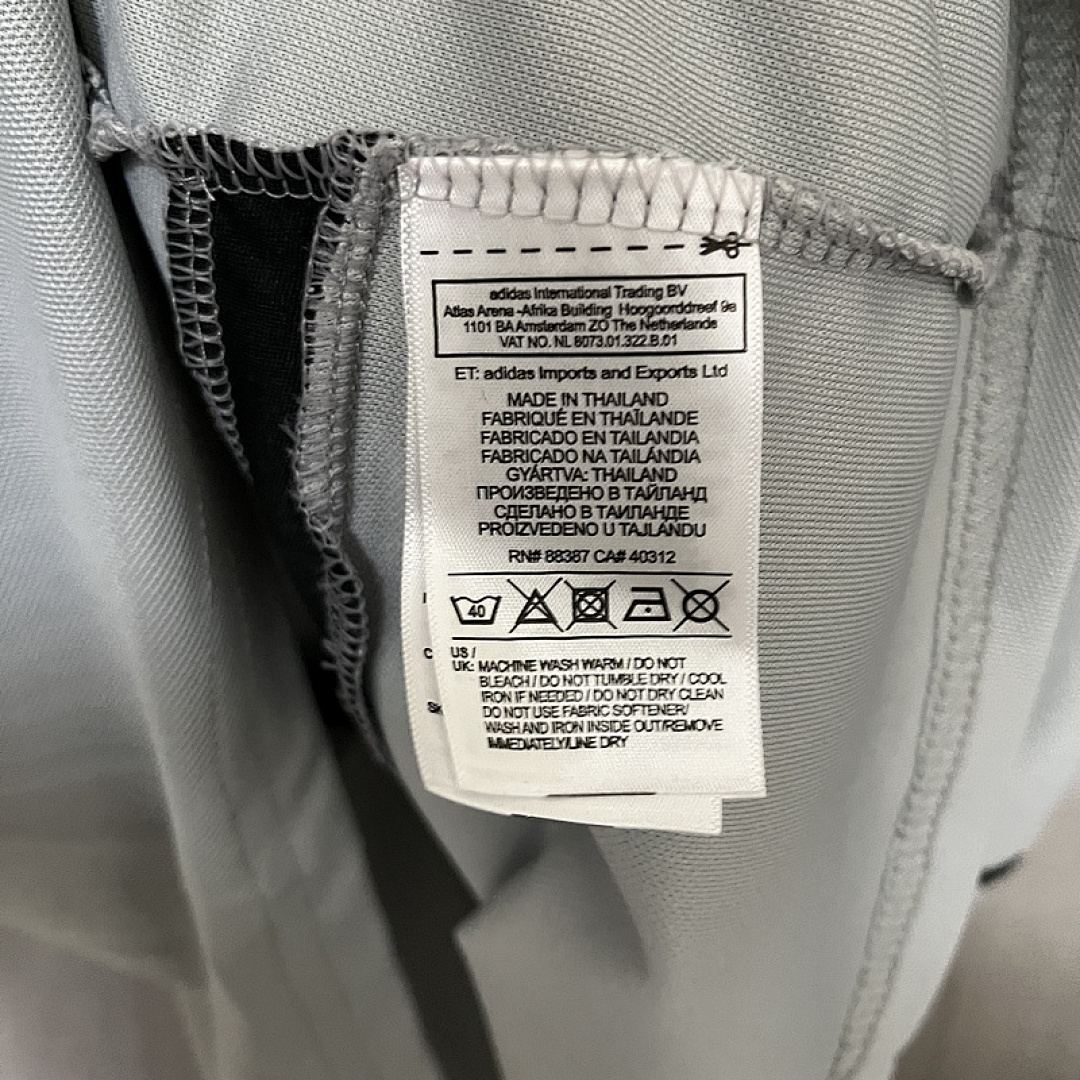 adidas International Trading BV
Atlas Arena -Afrika Building Hoogoorddreef 9a
1101 BA Amsterdam ZO The Netherlands
VAT NO. NL 8073.01.322.B.01
ET: adidas Imports and Exports Ltd
MADE IN THAILAND
FABRIQUÉ EN THAÏLANDE
FABRICADO EN TAILANDIA
FABRICADO NA TAILÁNDIA
GYÁRTVA: THAILAND
ПРОИЗВЕДЕНО В ТАЙЛАНД
СДЕЛАНО В ТАИЛАНДЕ
PROIZVEDENO U TAJLANDU
RN# 88387 CA# 40312
40
US /
UK: MACHINE WASH WARM / DO NOT
BLEACH / DO NOT TUMBLE DRY / COOL
IRON IF NEEDED / DO NOT DRY CLEAN
DO NOT USE FABRIC SOFTENER/
WASH AND IRON INSIDE OUT/REMOVE
IMMEDIATELY/LINE DRY